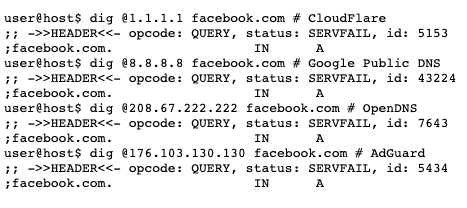 user@host$ dig @1.1.1.1 facebook.com # CloudFlare
;; ->>HEADER<<- opcode: QUERY, status: SERVFAIL, id: 5153
;facebook.com. IN A
user@host$ dig @8.8.8.8 facebook.com # Google Public DNS
;; ->>HEADER<<- opcode: QUERY, status: SERVFAIL, id: 43224
;facebook.com. IN A
user@host$ dig @208.67.222.222 facebook.com # OpenDNS
;; ->>HEADER<<- opcode: QUERY, status: SERVFAIL, id: 7643
;facebook.com. IN A
user@host$ dig @176.103.130.130 facebook.com # AdGuard
;; ->>HEADER<<- opcode: QUERY, status: SERVFAIL, id: 5434
;facebook.com. IN A